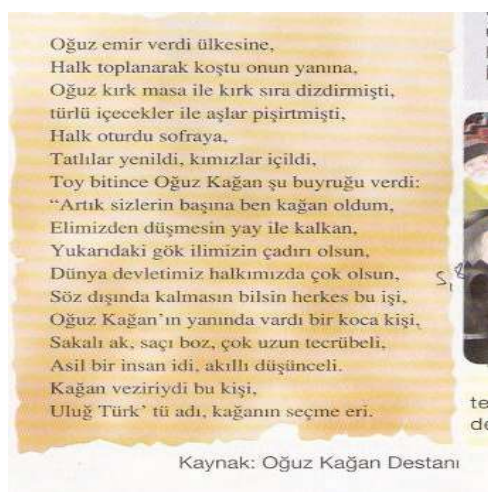 Oğuz emir verdi ülkesine,
Halk toplanarak koştu onun yanına,
Oğuz kırk masa ile kırk sıra dizdirmişti,
türlü içecekler ile aşlar pişirtmişti,
Halk oturdu sofraya,
Tatlılar yenildi, kımızlar içildi,
Toy bitince Oğuz Kağan şu buyruğu verdi:
“Artık sizlerin başına ben kağan oldum,
Elimizden düşmesin yay ile kalkan,
Yukarıdaki gök ilimizin çadırı olsun,
Dünya devletimiz halkımızda çok olsun,
Söz dışında kalmasın bilsin herkes bu işi,
Oğuz Kağan’ın yanında vardı bir koca kişi,
Sakalı ak, saçı boz, çok uzun tecrübeli,
Asil bir insan idi, akıllı düşünceli.
Kağan veziriydi bu kişi,
Uluğ Türk’ tü adı, kağanın seçme eri.
Kaynak: Oğuz Kağan Destanı
te
de